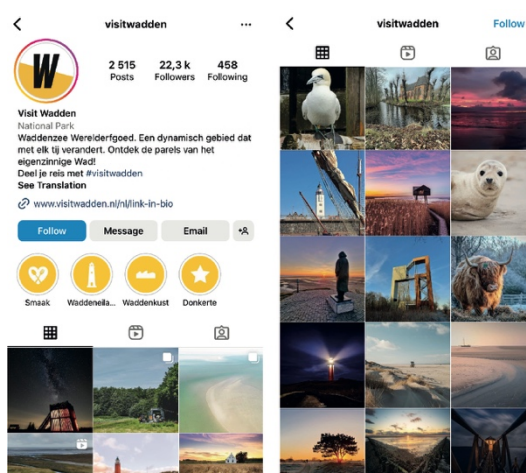 visitwadden
W
2 515 22,3 k 458
Posts Followers Following
Visit Wadden
National Park
Waddenzee Werelderfgoed. Een dynamisch gebied dat
met elk tij verandert. Ontdek de parels van het
eigenzinnige Wad!
Deel je reis met #visitwadden
See Translation
www.visitwadden.nl/nl/link-in-bio
Follow Message Email
Smaak Waddeneila... Waddenkust Donkerte
visitwadden Follow